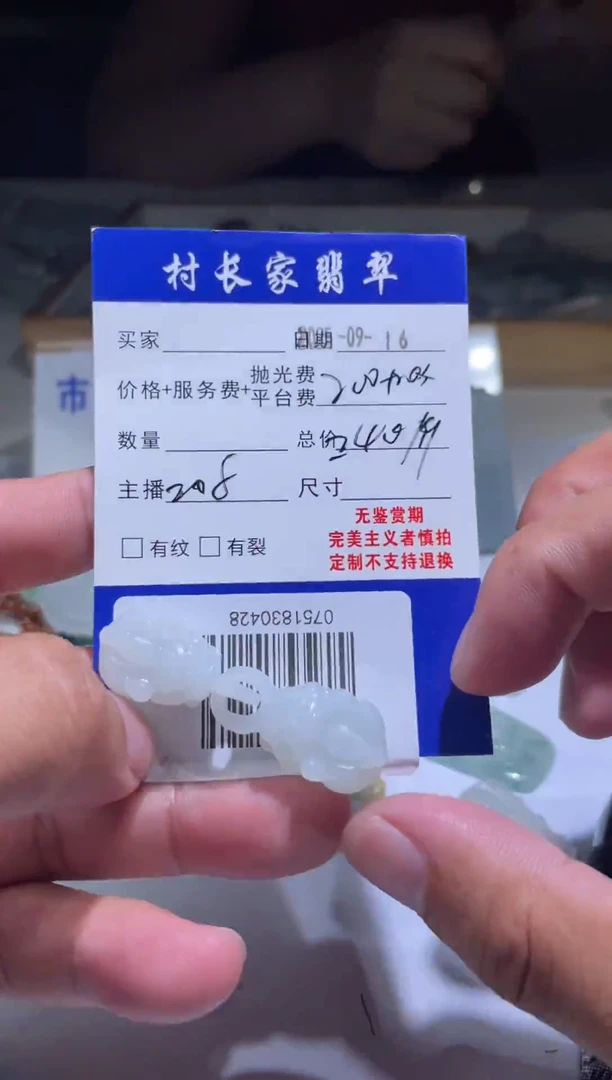 村长家翡翠
买家 日期 2025-09-16
价格+服务费+抛光费
平台费
数量 总价
主播 208 尺寸
无鉴赏期
完美主义者慎拍
定制不支持退换
有纹 有裂
0751830428
市